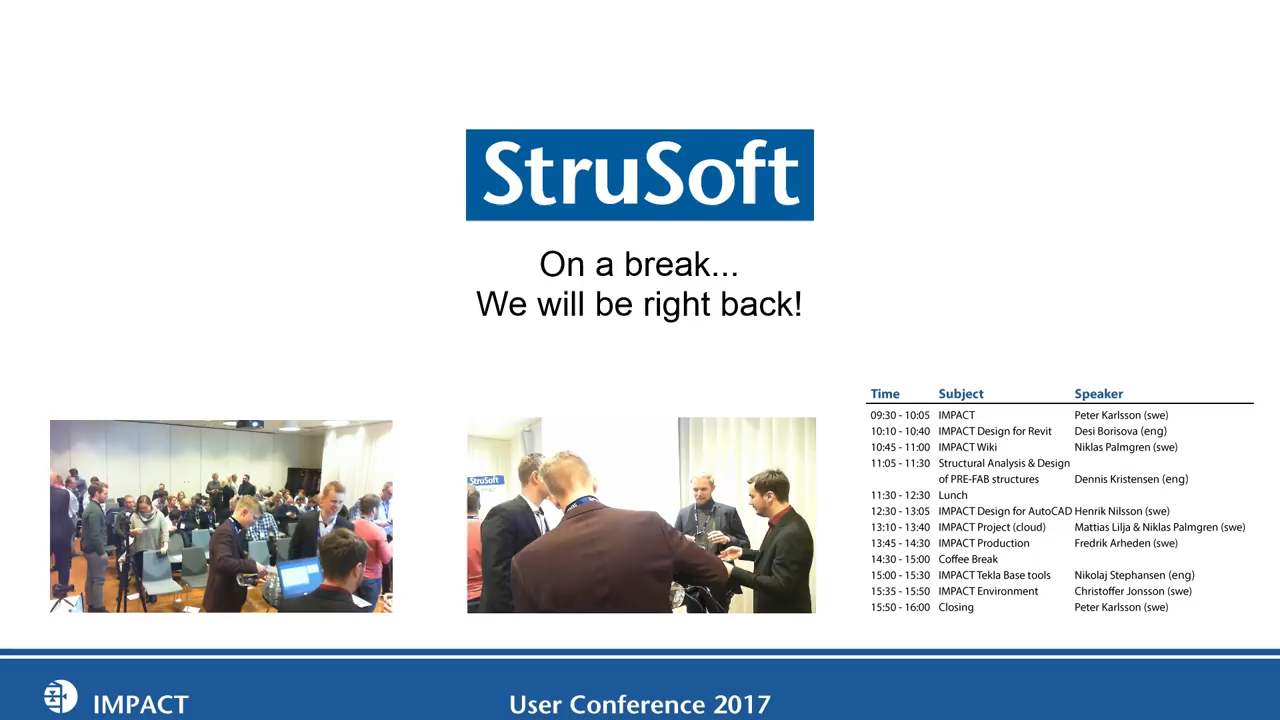 StruSoft
On a break...
We will be right back!
StruSoft
Time Subject Speaker
09:30 - 10:05 IMPACT Peter Karlsson (swe)
10:10 - 10:40 IMPACT Design for Revit Desi Borisova (eng)
10:45 - 11:00 IMPACT Wiki Niklas Palmgren (swe)
11:05 - 11:30 Structural Analysis & Design
of PRE-FAB structures Dennis Kristensen (eng)
11:30 - 12:30 Lunch
12:30 - 13:05 IMPACT Design for AutoCAD Henrik Nilsson (swe)
13:10 - 13:40 IMPACT Project (cloud) Mattias Lilja & Niklas Palmgren (swe)
13:45 - 14:30 IMPACT Production Fredrik Arheden (swe)
14:30 - 15:00 Coffee Break
15:00 - 15:30 IMPACT Tekla Base tools Nikolaj Stephansen (eng)
15:35 - 15:50 IMPACT Environment Christoffer Jonsson (swe)
15:50 - 16:00 Closing Peter Karlsson (swe)
IMPACT
User Conference 2017